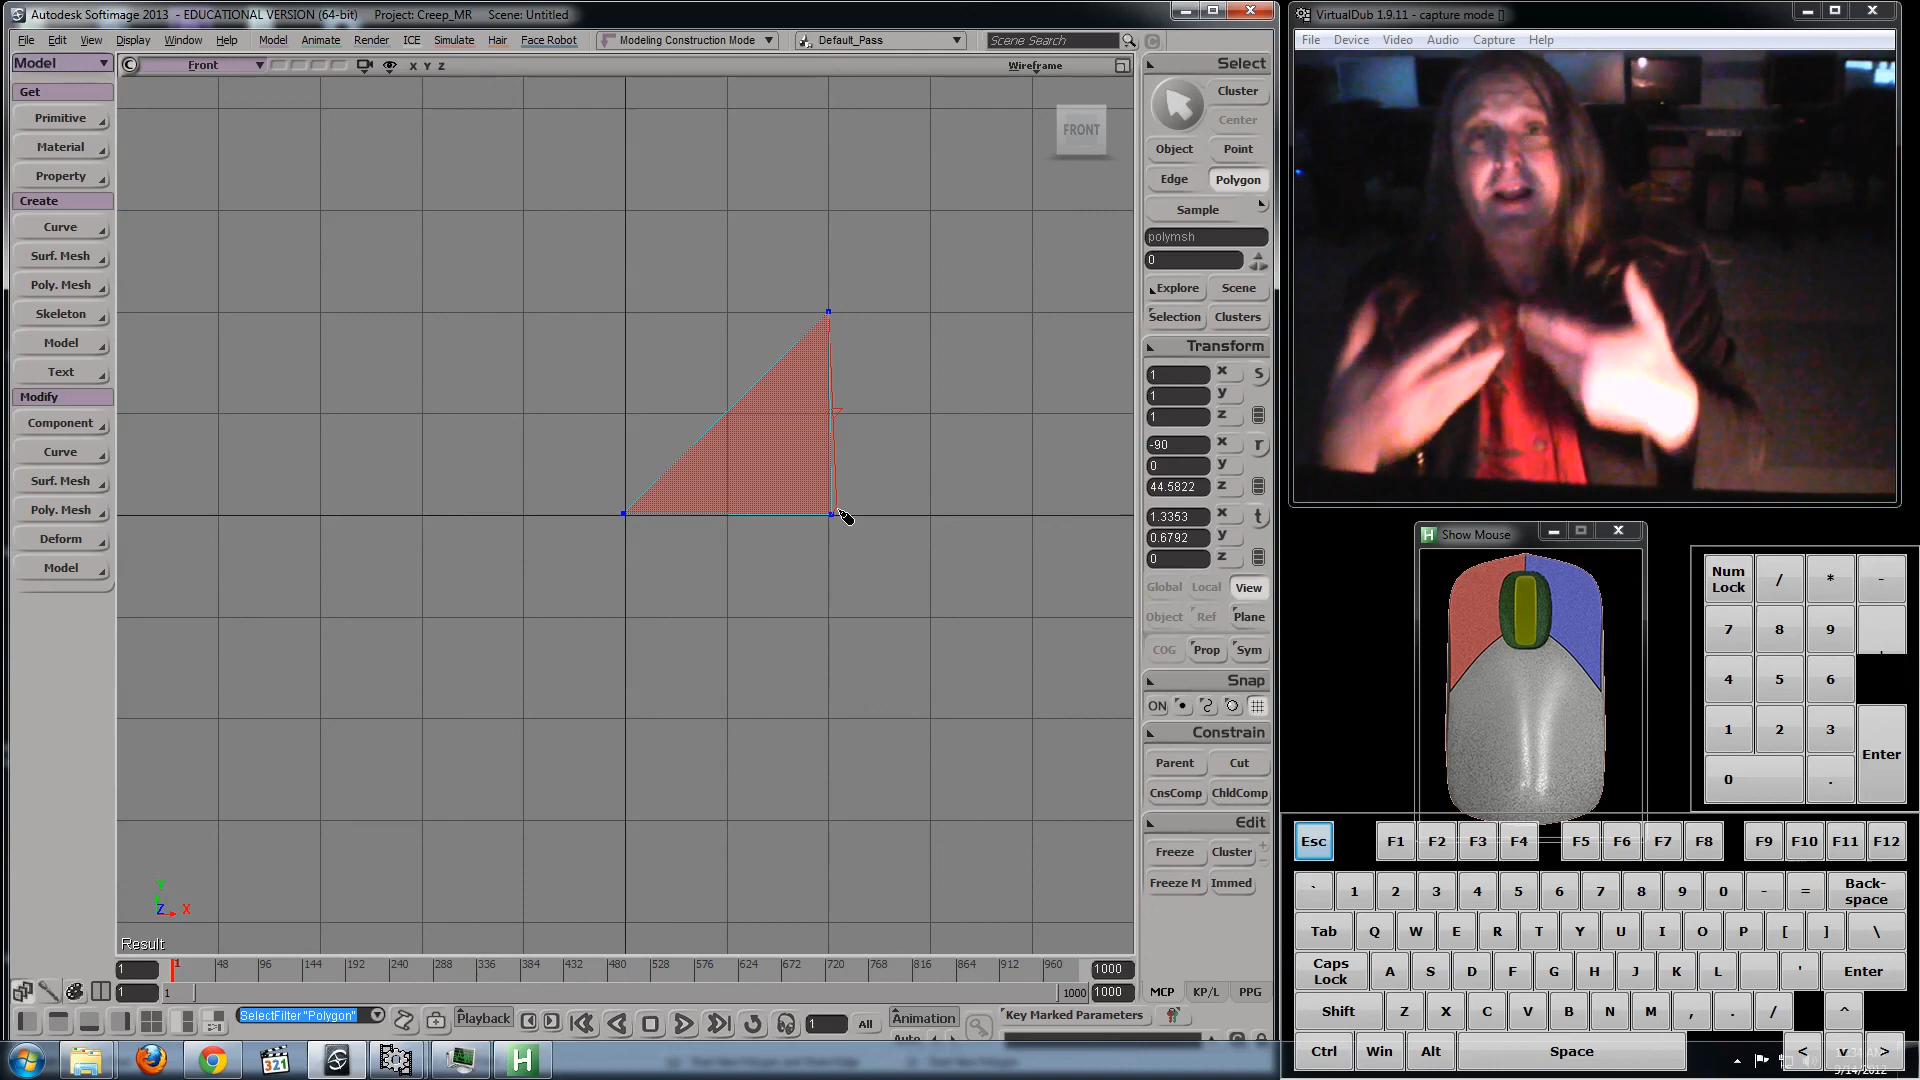 Autodesk Softimage 2013 - EDUCATIONAL VERSION (64-bit) Project: Creep_MR Scene: Untitled
File Edit View Display Window Help Model Animate Render ICE Simulate Hair Face Robot Modeling Construction Mode Default_Pass Scene Search
Model
Front
X Y Z
Wireframe
Get
Primitive
Material
Property
Create
Curve
Surf. Mesh
Poly. Mesh
Skeleton
Model
Text
Modify
Component
Curve
Surf. Mesh
Poly. Mesh
Deform
Model
FRONT
Y
Z X
Result
Select
Cluster
Center
Object Point
Edge Polygon
Sample
polymsh
0
Explore Scene
Selection Clusters
Transform
1 x s
1 y
1 z
-90 x r
0 y
44.5822 z
1.3353 x t
0.6792 y
0 z
Global Local View
Object Ref Plane
COG Prop Sym
Snap
ON
Constrain
Parent Cut
CnsComp ChldComp
Edit
Freeze Cluster + -
Freeze M Immed
1 1 48 96 144 192 240 288 336 384 432 480 528 576 624 672 720 768 816 864 912 960 1000
1 1 1000 1000
MCP KP/L PPG
SelectFilter "Polygon" Playback 1 All Animation Key Marked Parameters
Auto
321
H
VirtualDub 1.9.11 - capture mode []
File Device Video Audio Capture Help
H Show Mouse
Num Lock / * -
7 8 9
4 5 6
1 2 3
Enter
0 .
Esc F1 F2 F3 F4 F5 F6 F7 F8 F9 F10 F11 F12
` 1 2 3 4 5 6 7 8 9 0 - = Back-space
Tab Q W E R T Y U I O P [ ] \
Caps Lock A S D F G H J K L ' Enter
Shift Z X C V B N M , . / ^
Ctrl Win Alt Space < v >